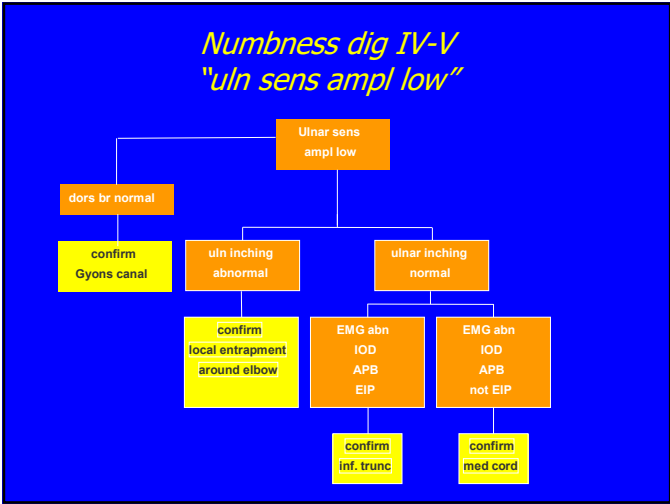 Numbness dig IV-V
“uln sens ampl low”
Ulnar sens
ampl low
dors br normal
confirm
Gyons canal
uln inching
abnormal
ulnar inching
normal
confirm
local entrapment
around elbow
EMG abn
IOD
APB
EIP
EMG abn
IOD
APB
not EIP
confirm
inf. trunc
confirm
med cord